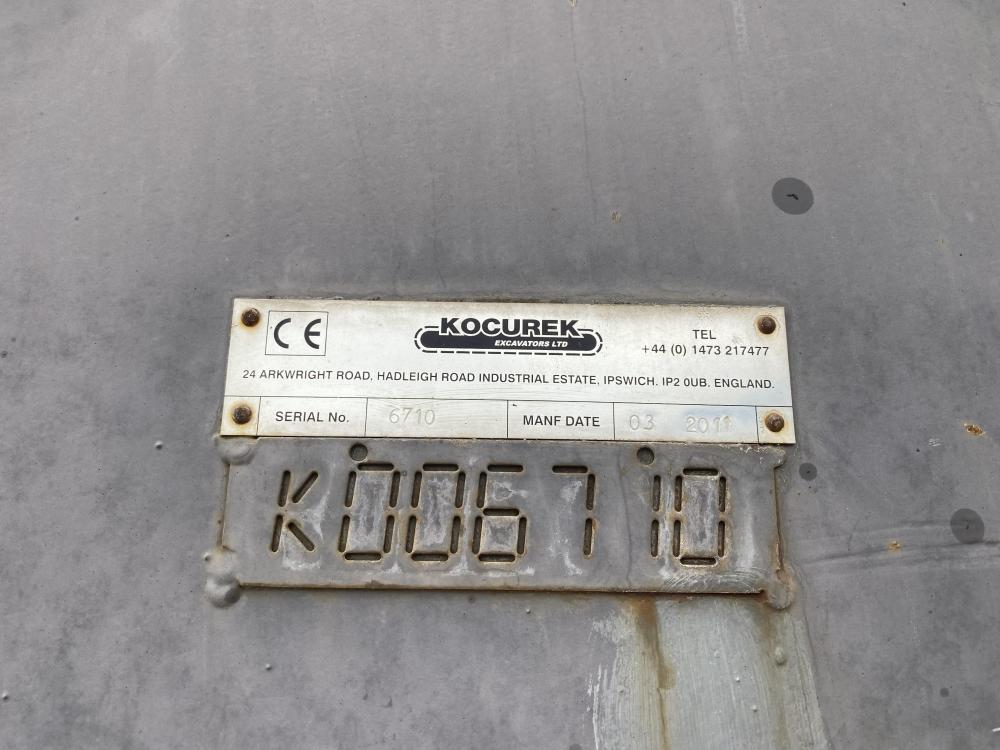 CE
KOCUREK
EXCAVATORS LTD
TEL
+44 (0) 1473 217477
24 ARKWRIGHT ROAD, HADLEIGH ROAD INDUSTRIAL ESTATE, IPSWICH. IP2 0UB. ENGLAND.
SERIAL No. 6710 MANF DATE 03 2011
K006710